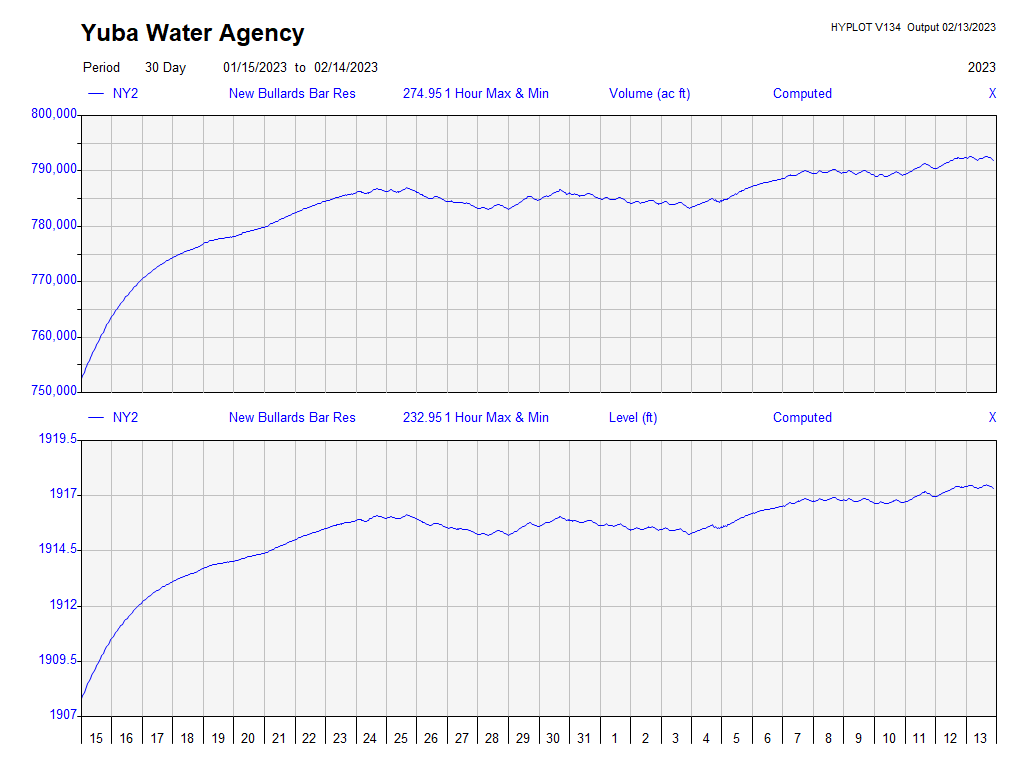 Yuba Water Agency
HYPLOT V134 Output 02/13/2023
Period 30 Day 01/15/2023 to 02/14/2023 2023
NY2 New Bullards Bar Res 274.95 1 Hour Max & Min Volume (ac ft) Computed X
800,000
790,000
780,000
770,000
760,000
750,000
NY2 New Bullards Bar Res 232.95 1 Hour Max & Min Level (ft) Computed X
1919.5
1917
1914.5
1912
1909.5
1907
15 16 17 18 19 20 21 22 23 24 25 26 27 28 29 30 31 1 2 3 4 5 6 7 8 9 10 11 12 13